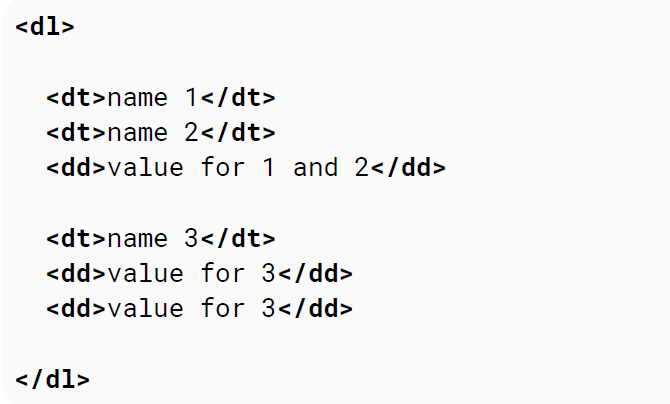 <dl>
<dt>name 1</dt>
<dt>name 2</dt>
<dd>value for 1 and 2</dd>
<dt>name 3</dt>
<dd>value for 3</dd>
<dd>value for 3</dd>
</dl>